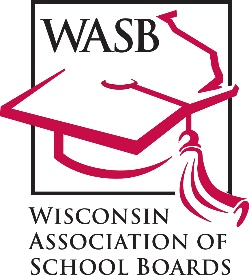 WASB
WISCONSIN
ASSOCIATION OF
SCHOOL BOARDS